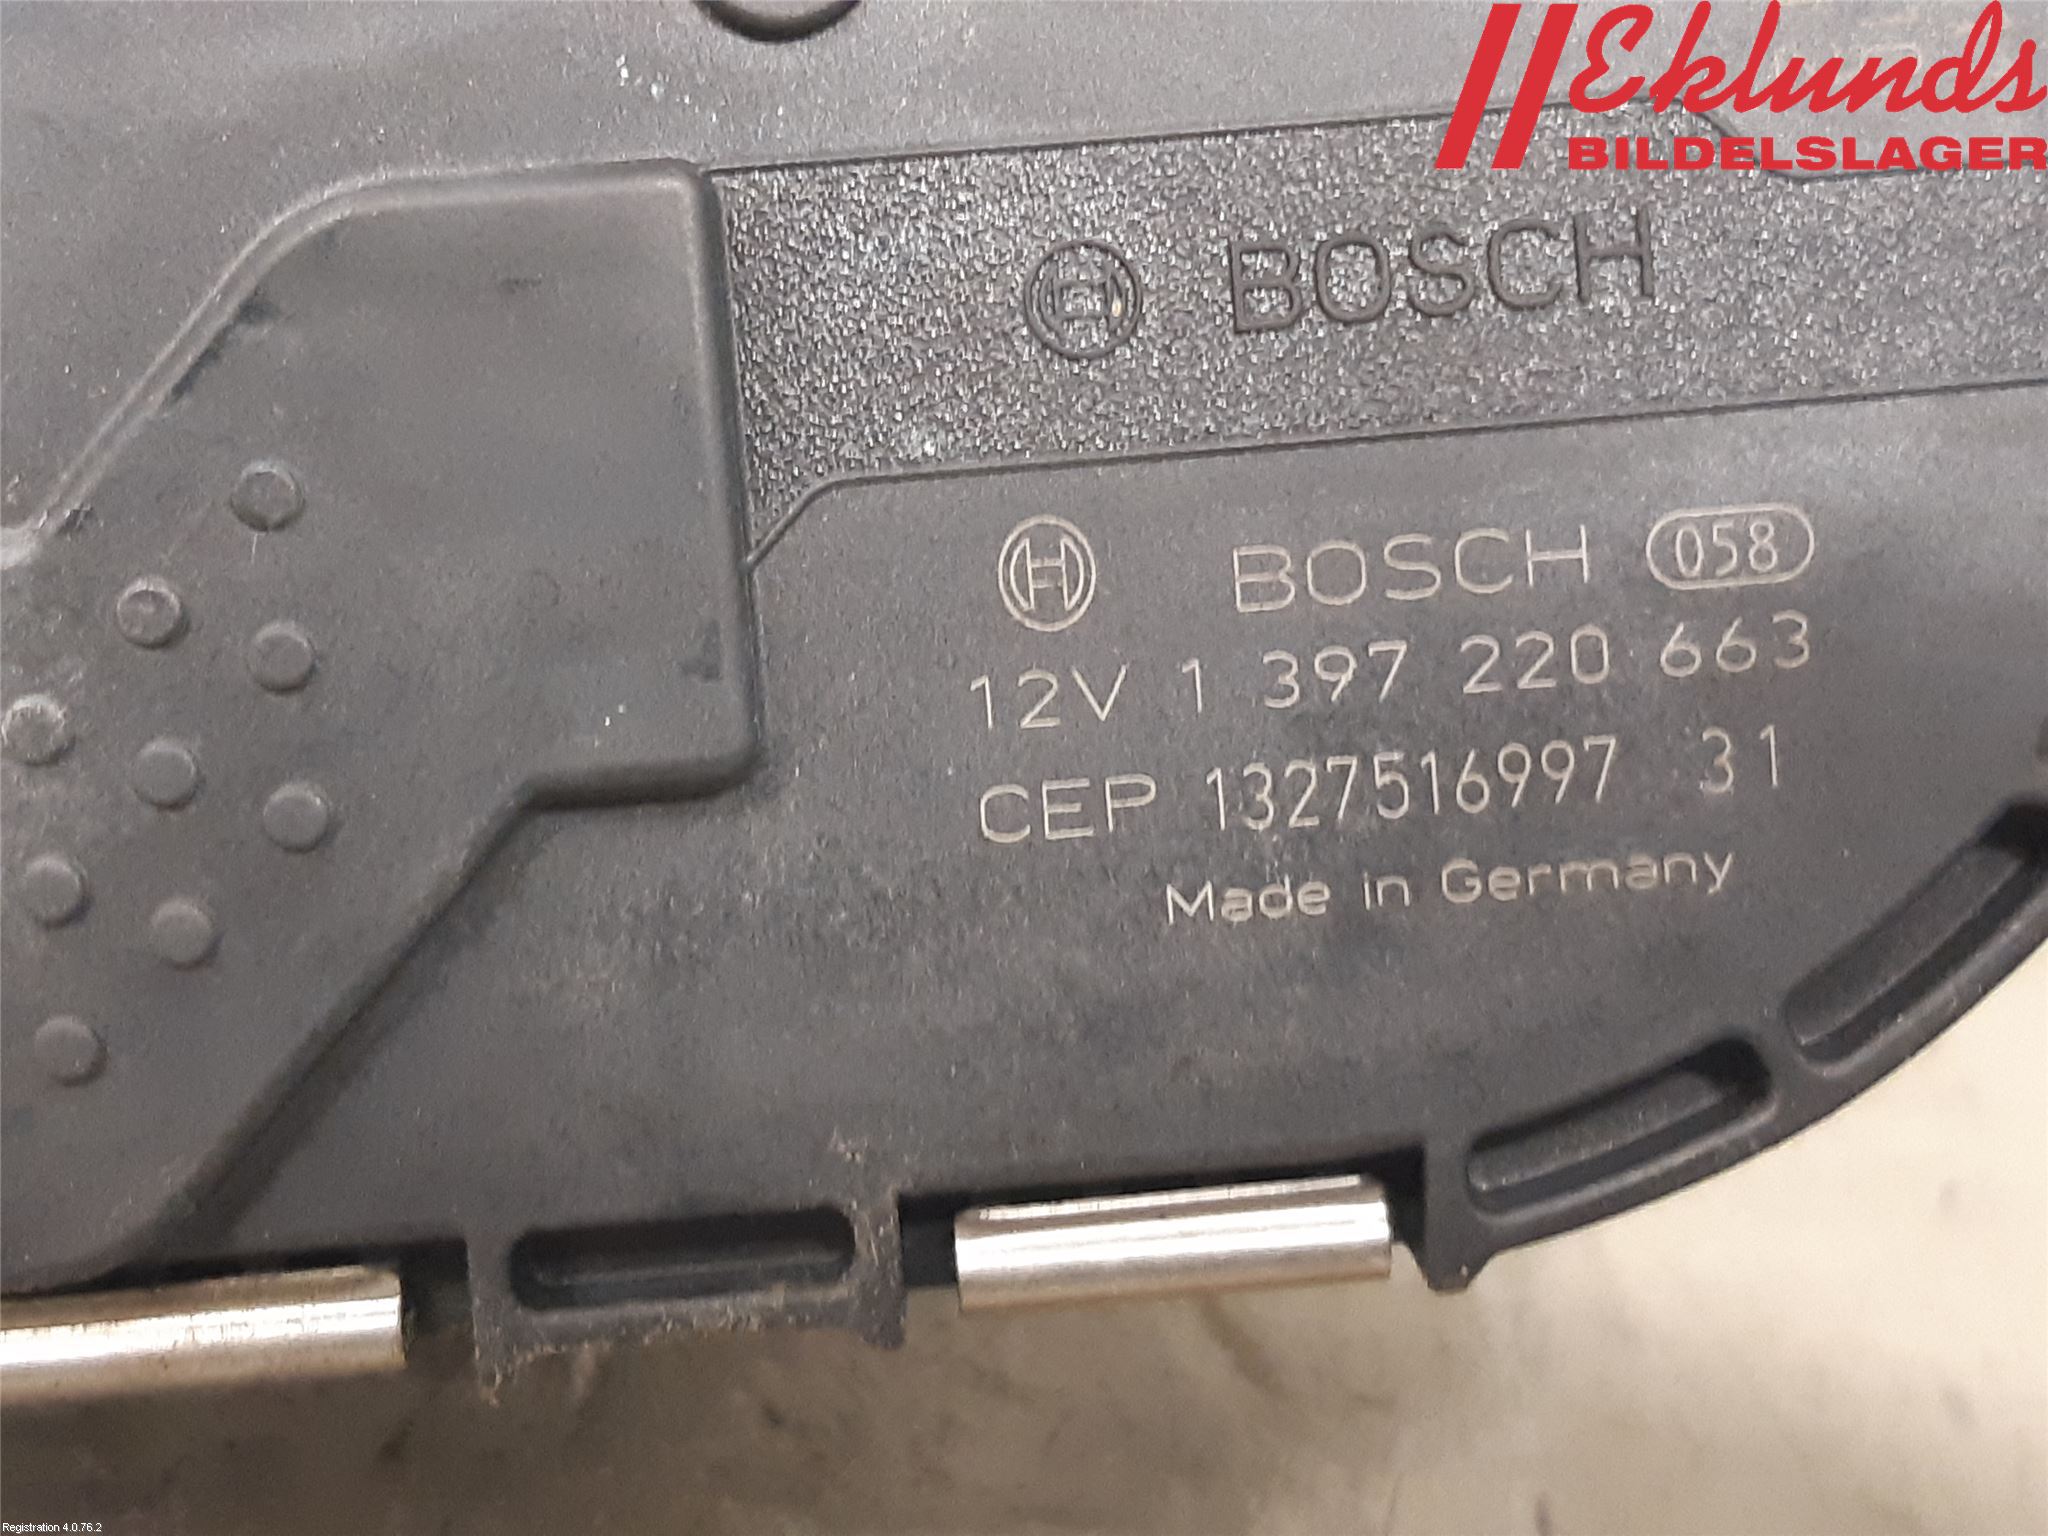 Eklunds
BILDELSLAGER
BOSCH
BOSCH 058
12V 1 397 220 663
CEP 1327516997 31
Made in Germany
Registration 4.0.76.2